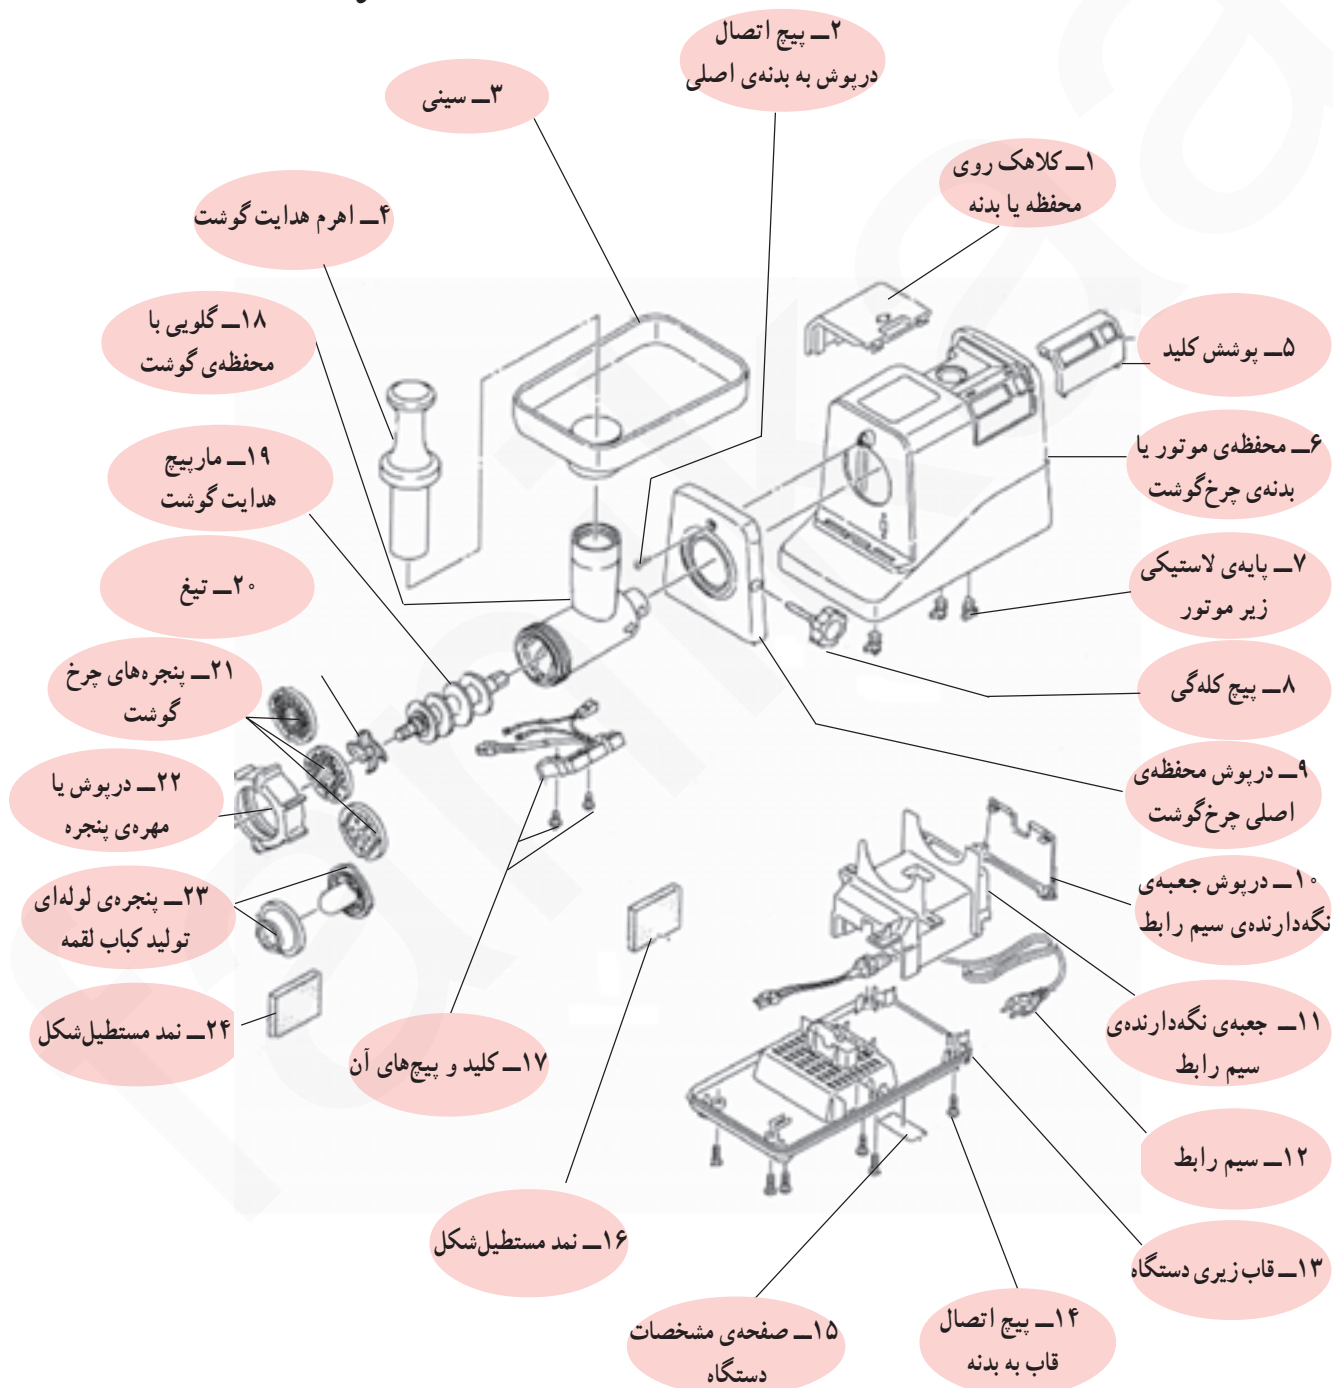 ۱ــ کلاهک روی
محفظه یا بدنه
۲ــ پیچ اتصال
درپوش به بدنه‌ی اصلی
۳ــ سینی
۴ــ اهرم هدایت گوشت
۵ــ پوشش کلید
۶ــ محفظه‌ی موتور یا
بدنه‌ی چرخ‌گوشت
۷ــ پایه‌ی لاستیکی
زیر موتور
۸ــ پیچ کله‌گی
۹ــ درپوش محفظه‌ی
اصلی چرخ‌گوشت
۱۰ــ درپوش جعبه‌ی
نگه‌دارنده‌ی سیم رابط
۱۱ــ جعبه‌ی نگه‌دارنده‌ی
سیم رابط
۱۲ــ سیم رابط
۱۳ــ قاب زیری دستگاه
۱۴ــ پیچ اتصال
قاب به بدنه
۱۵ــ صفحه‌ی مشخصات
دستگاه
۱۶ــ نمد مستطیل‌شکل
۱۷ــ کلید و پیچ‌های آن
۱۸ــ گلویی با
محفظه‌ی گوشت
۱۹ــ مارپیچ
هدایت گوشت
۲۰ــ تیغ
۲۱ــ پنجره‌های چرخ
گوشت
۲۲ــ درپوش یا
مهره‌ی پنجره
۲۳ــ پنجره‌ی لوله‌ای
تولید کباب لقمه
۲۴ــ نمد مستطیل‌شکل